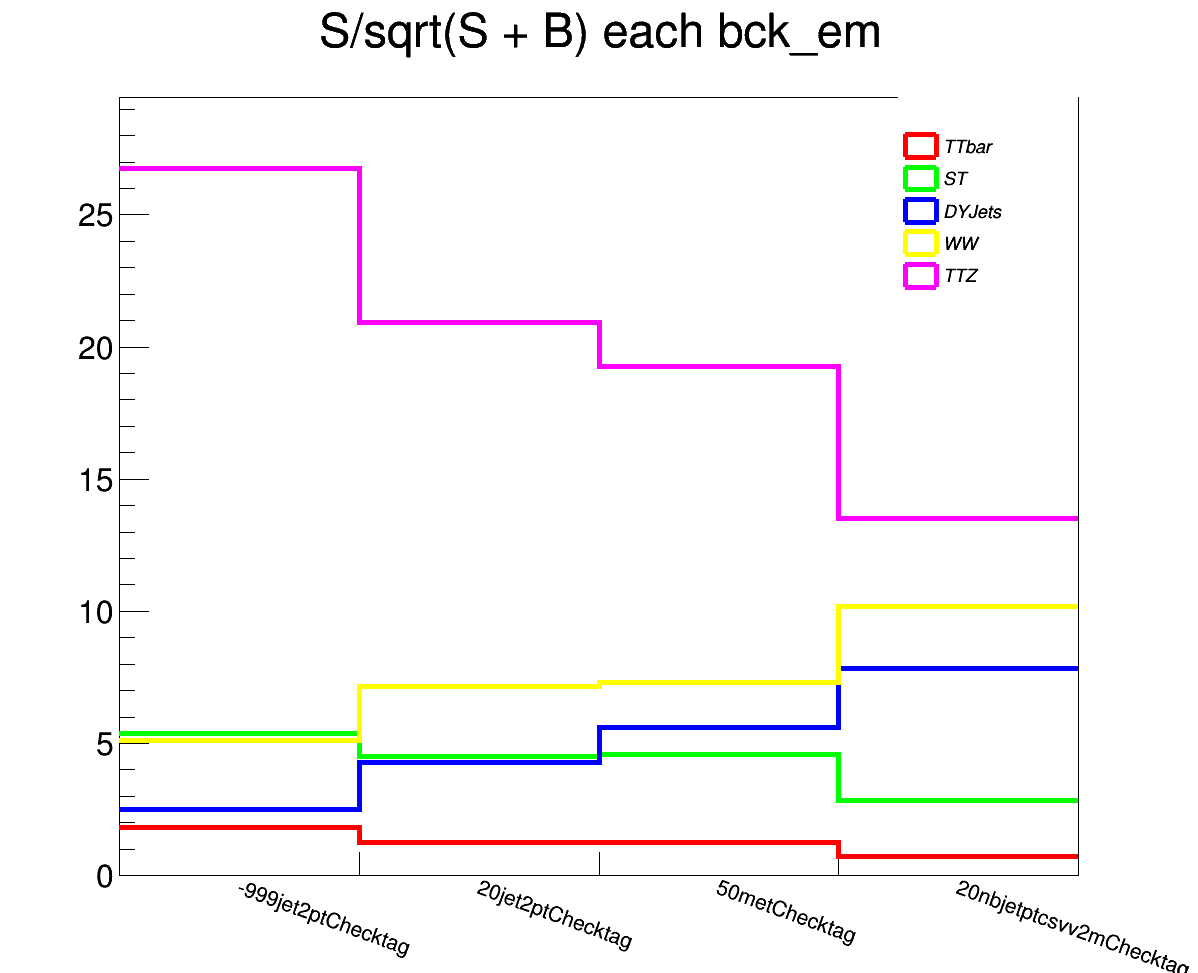 S/sqrt(S + B) each bck_em
TTbar
ST
DYJets
WW
TTZ
25
20
15
10
5
0
-999jet2ptChecktag
20jet2ptChecktag
50metChecktag
20nbjetptcsvv2mChecktag